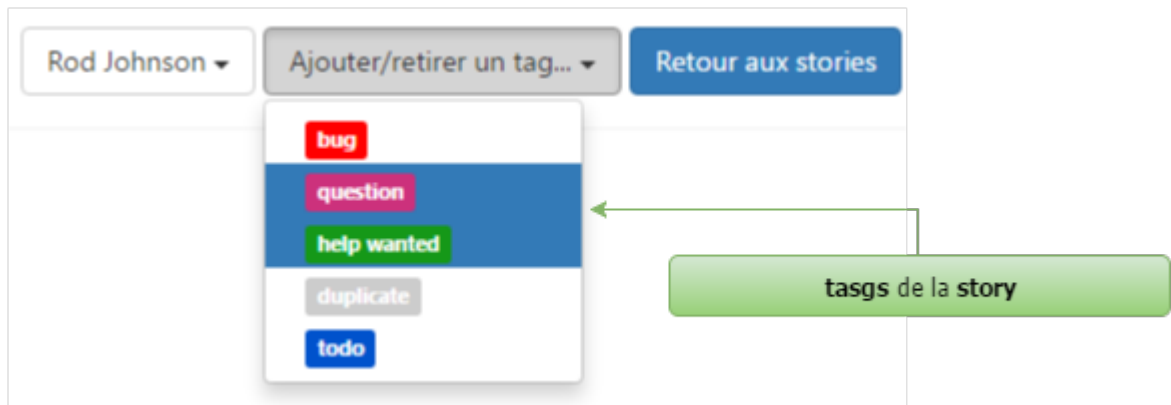 Rod Johnson
Ajouter/retirer un tag...
Retour aux stories
bug
question
help wanted
duplicate
todo
tasgs de la story